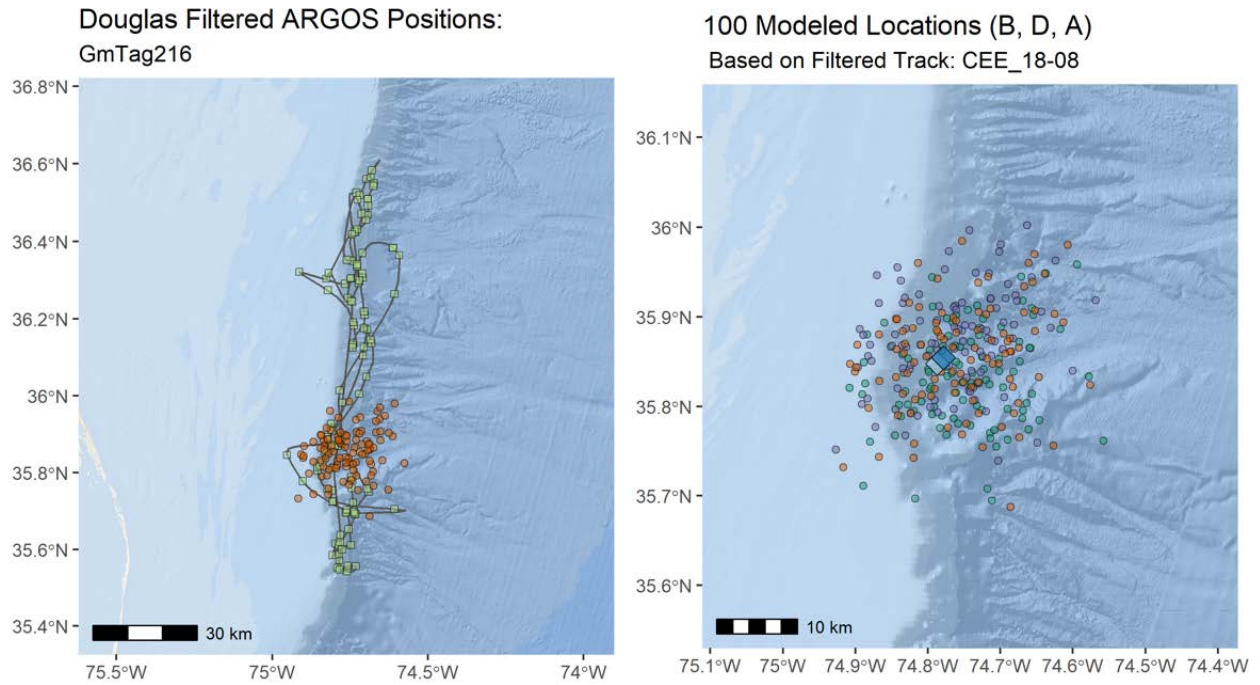 Douglas Filtered ARGOS Positions:
GmTag216
36.8°N
36.6°N
36.4°N
36.2°N
36°N
35.8°N
35.6°N
35.4°N
30 km
75.5°W
75°W
74.5°W
74°W
100 Modeled Locations (B, D, A)
Based on Filtered Track: CEE_18-08
36.1°N
36°N
35.9°N
35.8°N
35.7°N
35.6°N
10 km
75.1°W
75°W
74.9°W
74.8°W
74.7°W
74.6°W
74.5°W
74.4°W